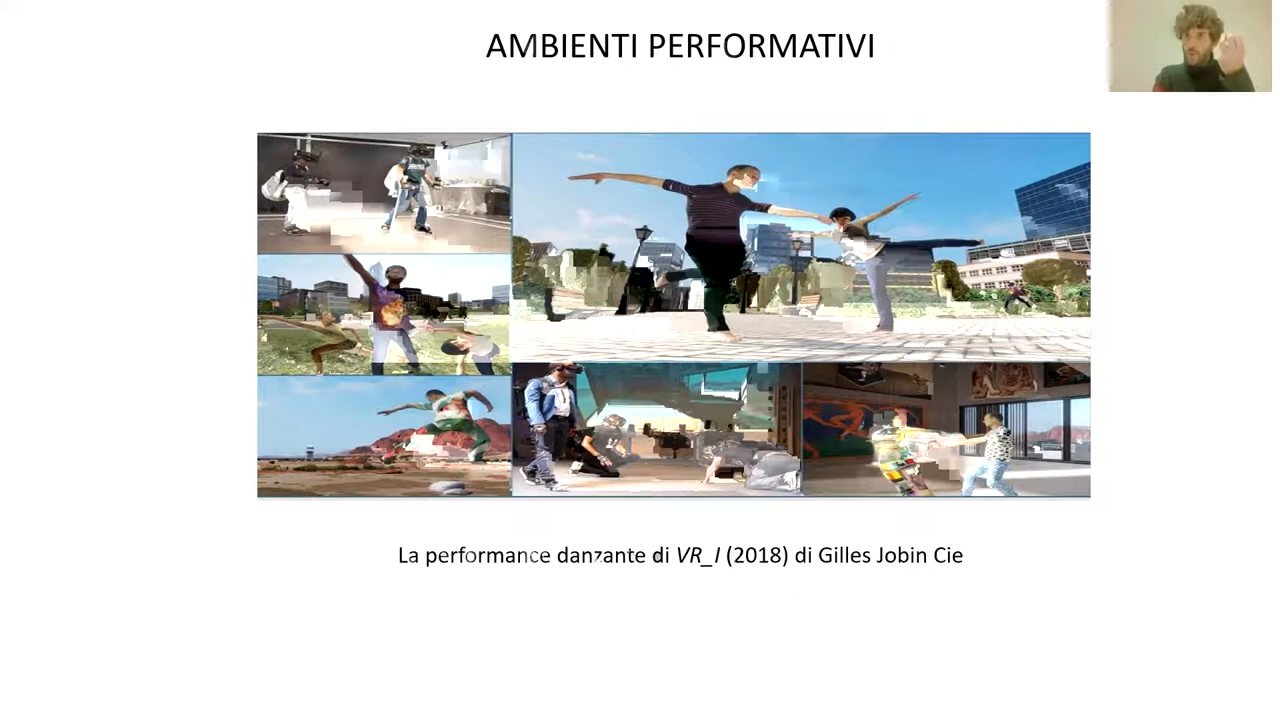 AMBIENTI PERFORMATIVI
La performance danzante di VR_I (2018) di Gilles Jobin Cie